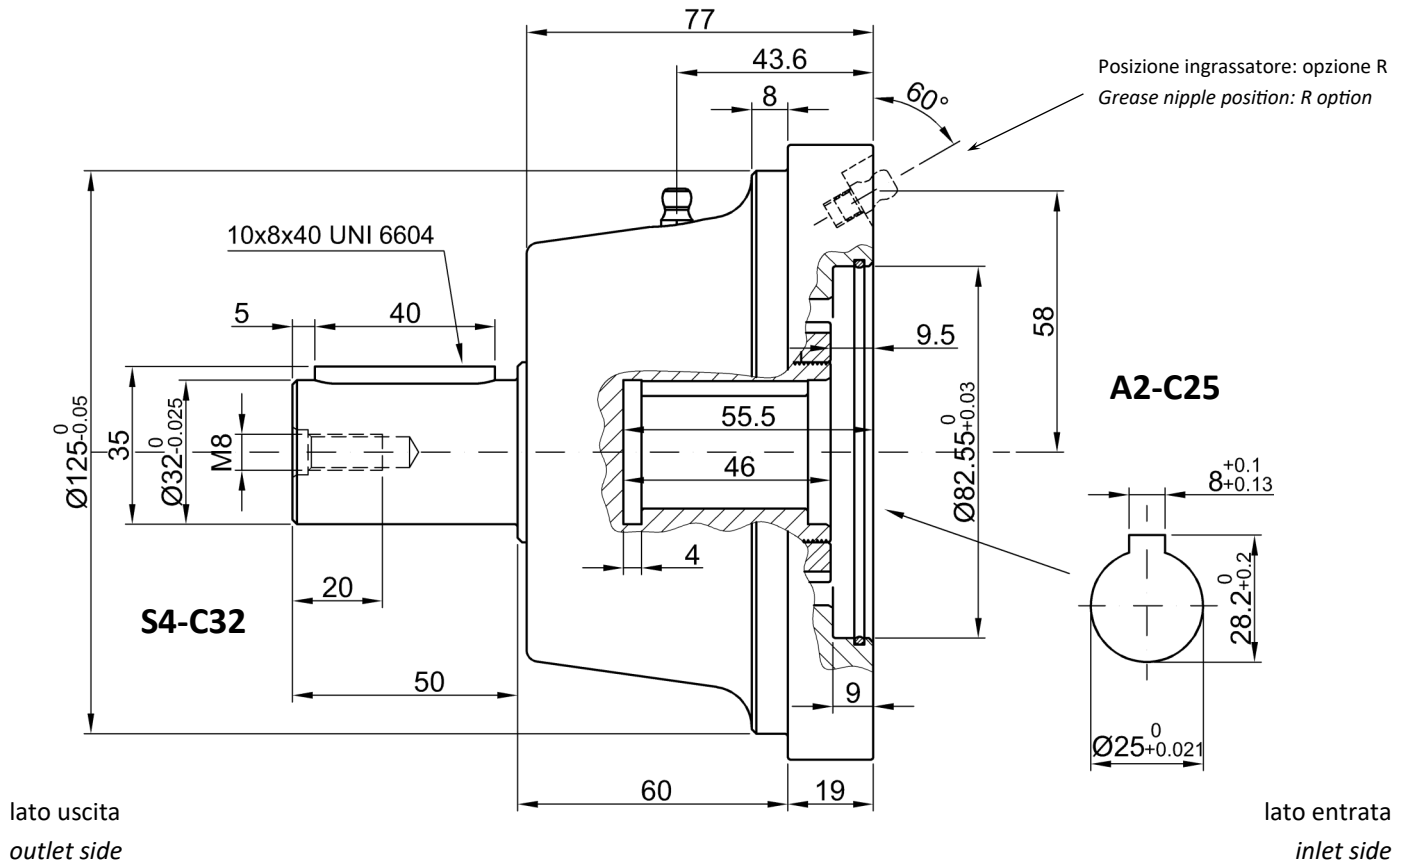 77
43.6
8
60°
Posizione ingrassatore: opzione R
Grease nipple position: R option
10x8x40 UNI 6604
5
40
9.5
58
A2-C25
Ø125 0 -0.05
35
Ø32 0 -0.025
M8
55.5
46
Ø82.55 0 +0.03
8 +0.1 +0.13
4
20
S4-C32
28.2 0 +0.2
50
9
Ø25 0 +0.021
60
19
lato uscita
outlet side
lato entrata
inlet side